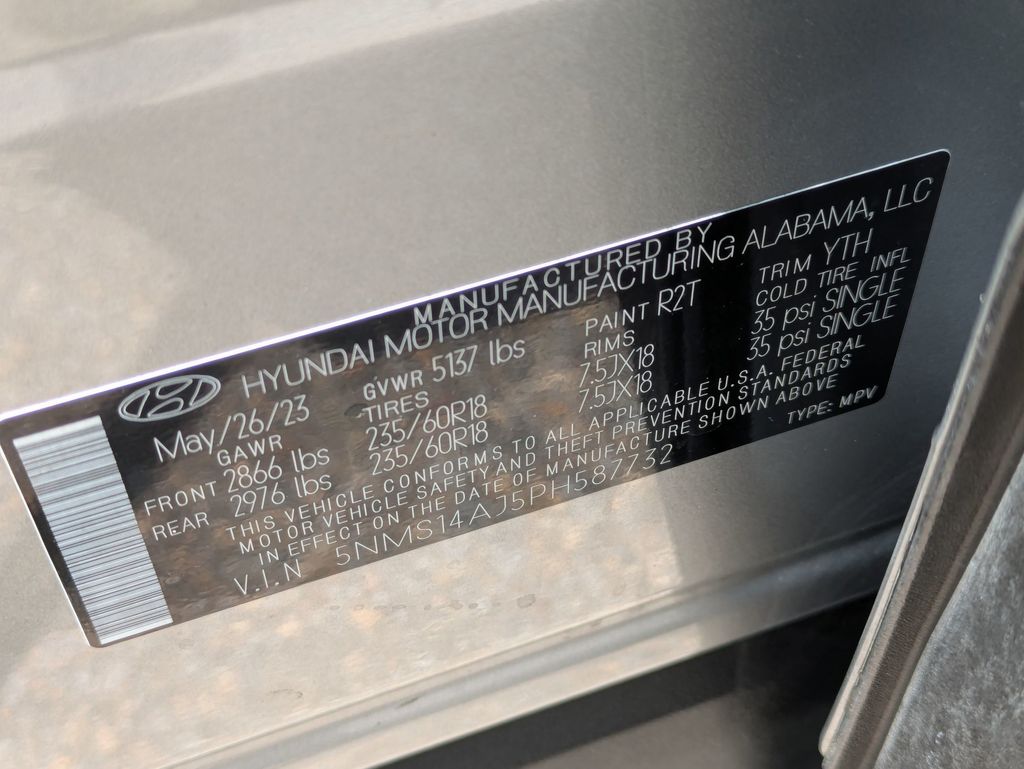 MANUFACTURED BY
HYUNDAI MOTOR MANUFACTURING ALABAMA, LLC
May/26/23 GVWR 5137 lbs PAINT R2T TRIM YTH
GAWR TIRES RIMS COLD TIRE INFL
FRONT 2866 lbs 235/60R18 7.5JX18 35 psi SINGLE
REAR 2976 lbs 235/60R18 7.5JX18 35 psi SINGLE
THIS VEHICLE CONFORMS TO ALL APPLICABLE U.S.A. FEDERAL
MOTOR VEHICLE SAFETY AND THEFT PREVENTION STANDARDS
IN EFFECT ON THE DATE OF MANUFACTURE SHOWN ABOVE
V.I.N 5NMS14AJ5PH587732 TYPE: MPV